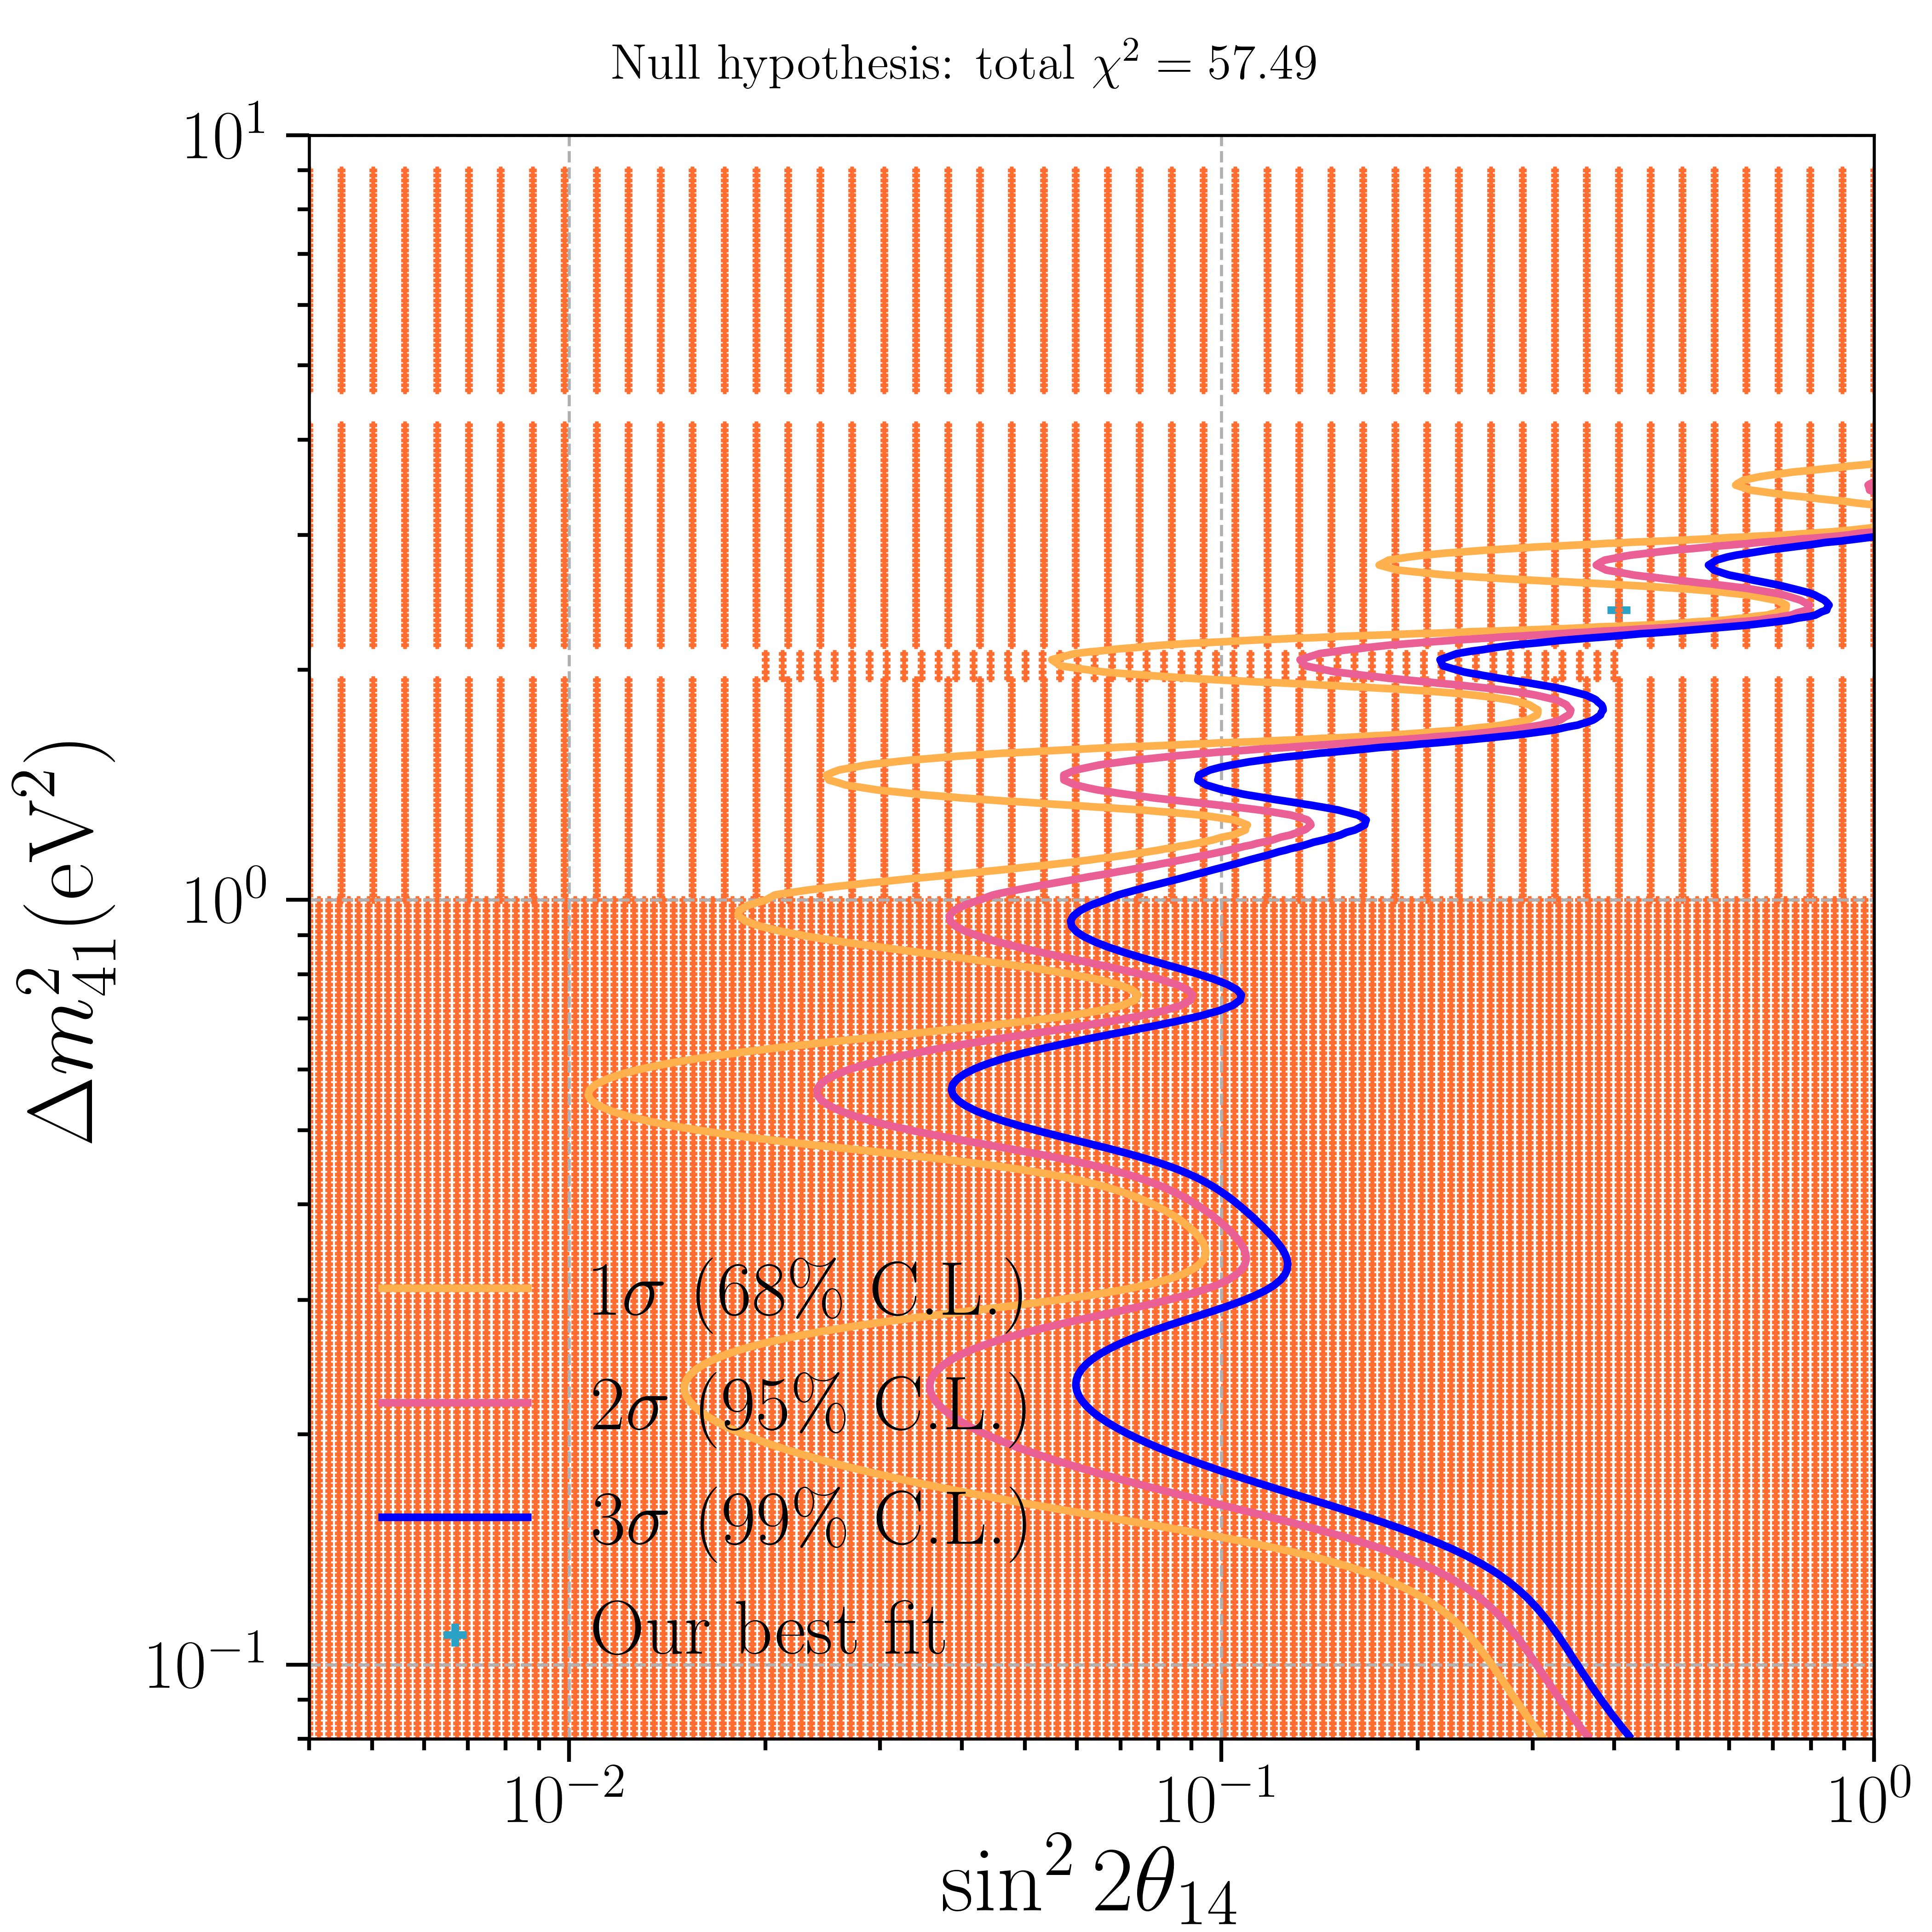 Null hypothesis: total χ² = 57.49
10¹
10⁰
10⁻¹
Δm²₄₁(eV²)
1σ (68% C.L.)
2σ (95% C.L.)
3σ (99% C.L.)
Our best fit
10⁻² 10⁻¹ 10⁰
sin² 2θ₁₄